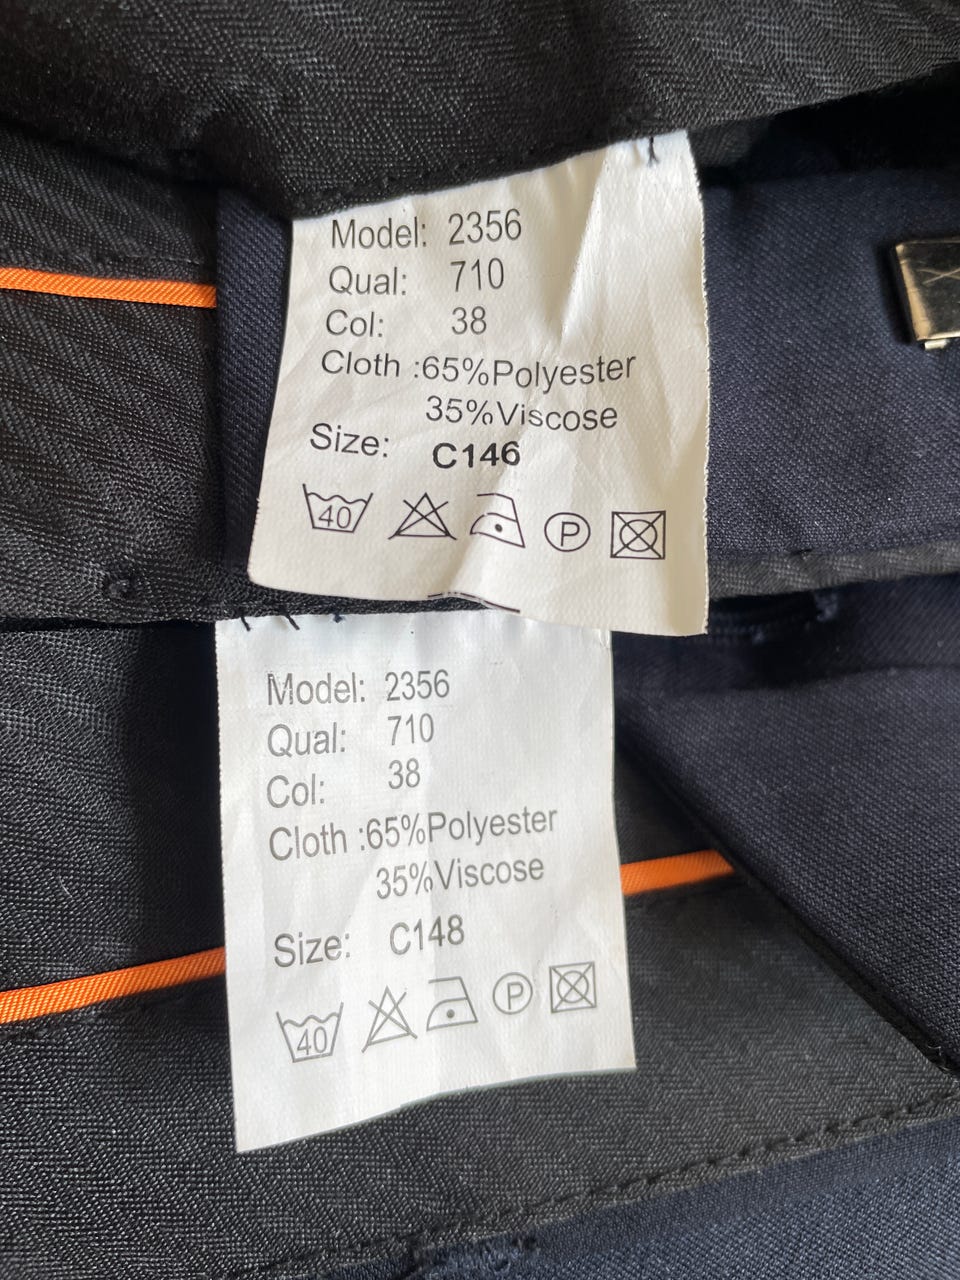 Model: 2356
Qual: 710
Col: 38
Cloth :65%Polyester
35%Viscose
Size: C146
40 P
Model: 2356
Qual: 710
Col: 38
Cloth :65%Polyester
35%Viscose
Size: C148
40 P